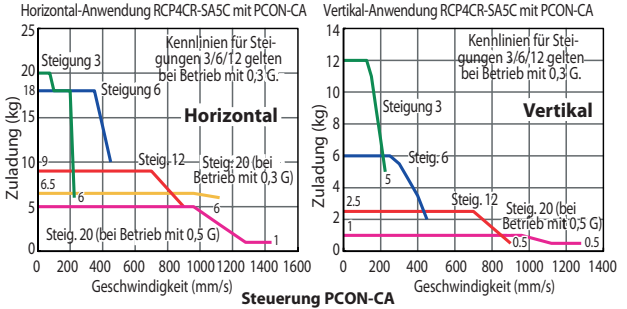 Horizontal-Anwendung RCP4CR-SA5C mit PCON-CA
25
20
18
15
10
5
0
Zuladung (kg)
Steigung 3
Kennlinien für Stei-
gungen 3/6/12 gelten
bei Betrieb mit 0,3 G.
Steigung 6
Horizontal
9
Steig. 12
Steig. 20 (bei
Betrieb mit 0,3 G)
6.5
6
6
Steig. 20 (bei Betrieb mit 0,5 G)
1
0 200 400 600 800 1000 1200 1400 1600
Geschwindigkeit (mm/s)
Vertikal-Anwendung RCP4CR-SA5C mit PCON-CA
14
12
10
8
6
4
2
0
Zuladung (kg)
Kennlinien für Stei-
gungen 3/6/12 gelten
bei Betrieb mit 0,3 G.
Steigung 3
Vertikal
Steig. 6
5
2.5
Steig. 12
Steig. 20 (bei
Betrieb mit 0,5 G)
1
0.5
0.5
0 200 400 600 800 1000 1200 1400
Geschwindigkeit (mm/s)
Steuerung PCON-CA